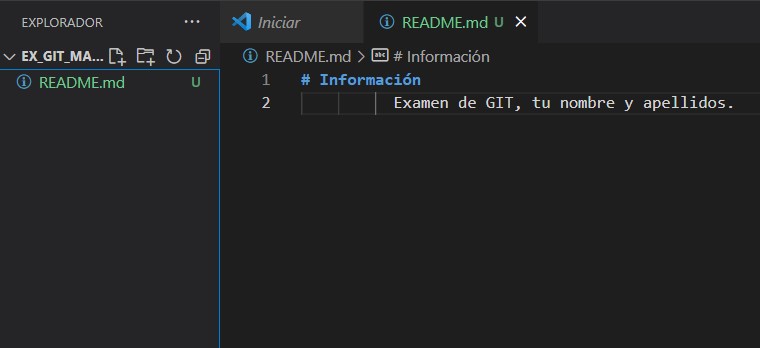 EXPLORADOR ···
Iniciar
README.md U
EX_GIT_MA...
README.md > # Información
README.md U
1 # Información
2 Examen de GIT, tu nombre y apellidos.